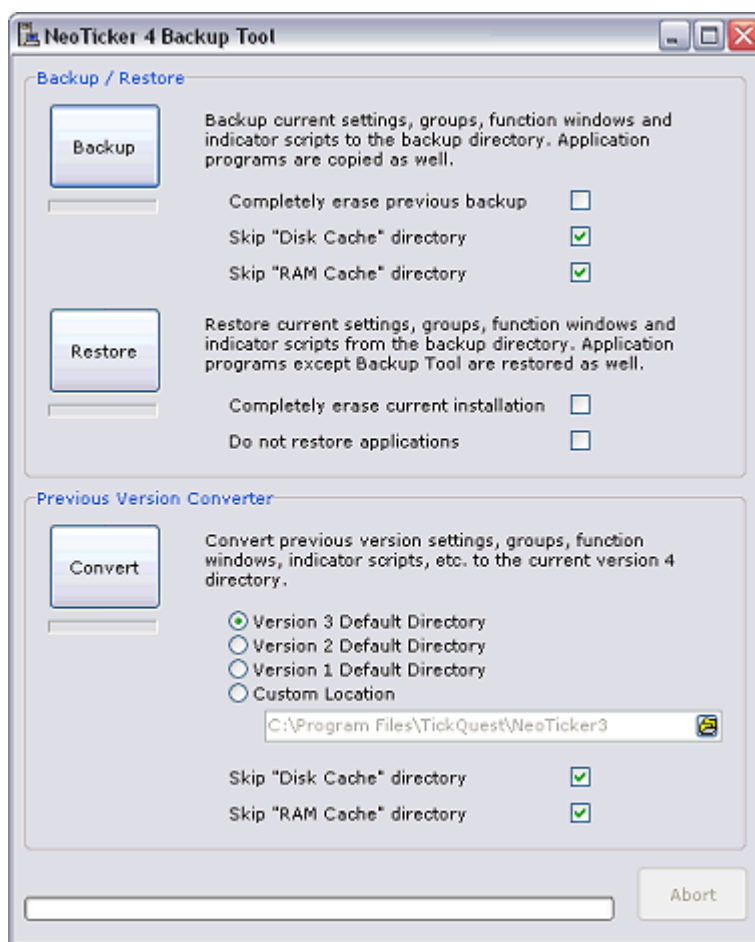 NeoTicker 4 Backup Tool
Backup / Restore
Backup
Backup current settings, groups, function windows and
indicator scripts to the backup directory. Application
programs are copied as well.
Completely erase previous backup
Skip "Disk Cache" directory
Skip "RAM Cache" directory
Restore
Restore current settings, groups, function windows and
indicator scripts from the backup directory. Application
programs except Backup Tool are restored as well.
Completely erase current installation
Do not restore applications
Previous Version Converter
Convert
Convert previous version settings, groups, function
windows, indicator scripts, etc. to the current version 4
directory.
Version 3 Default Directory
Version 2 Default Directory
Version 1 Default Directory
Custom Location
C:\Program Files\TickQuest\NeoTicker3
Skip "Disk Cache" directory
Skip "RAM Cache" directory
Abort